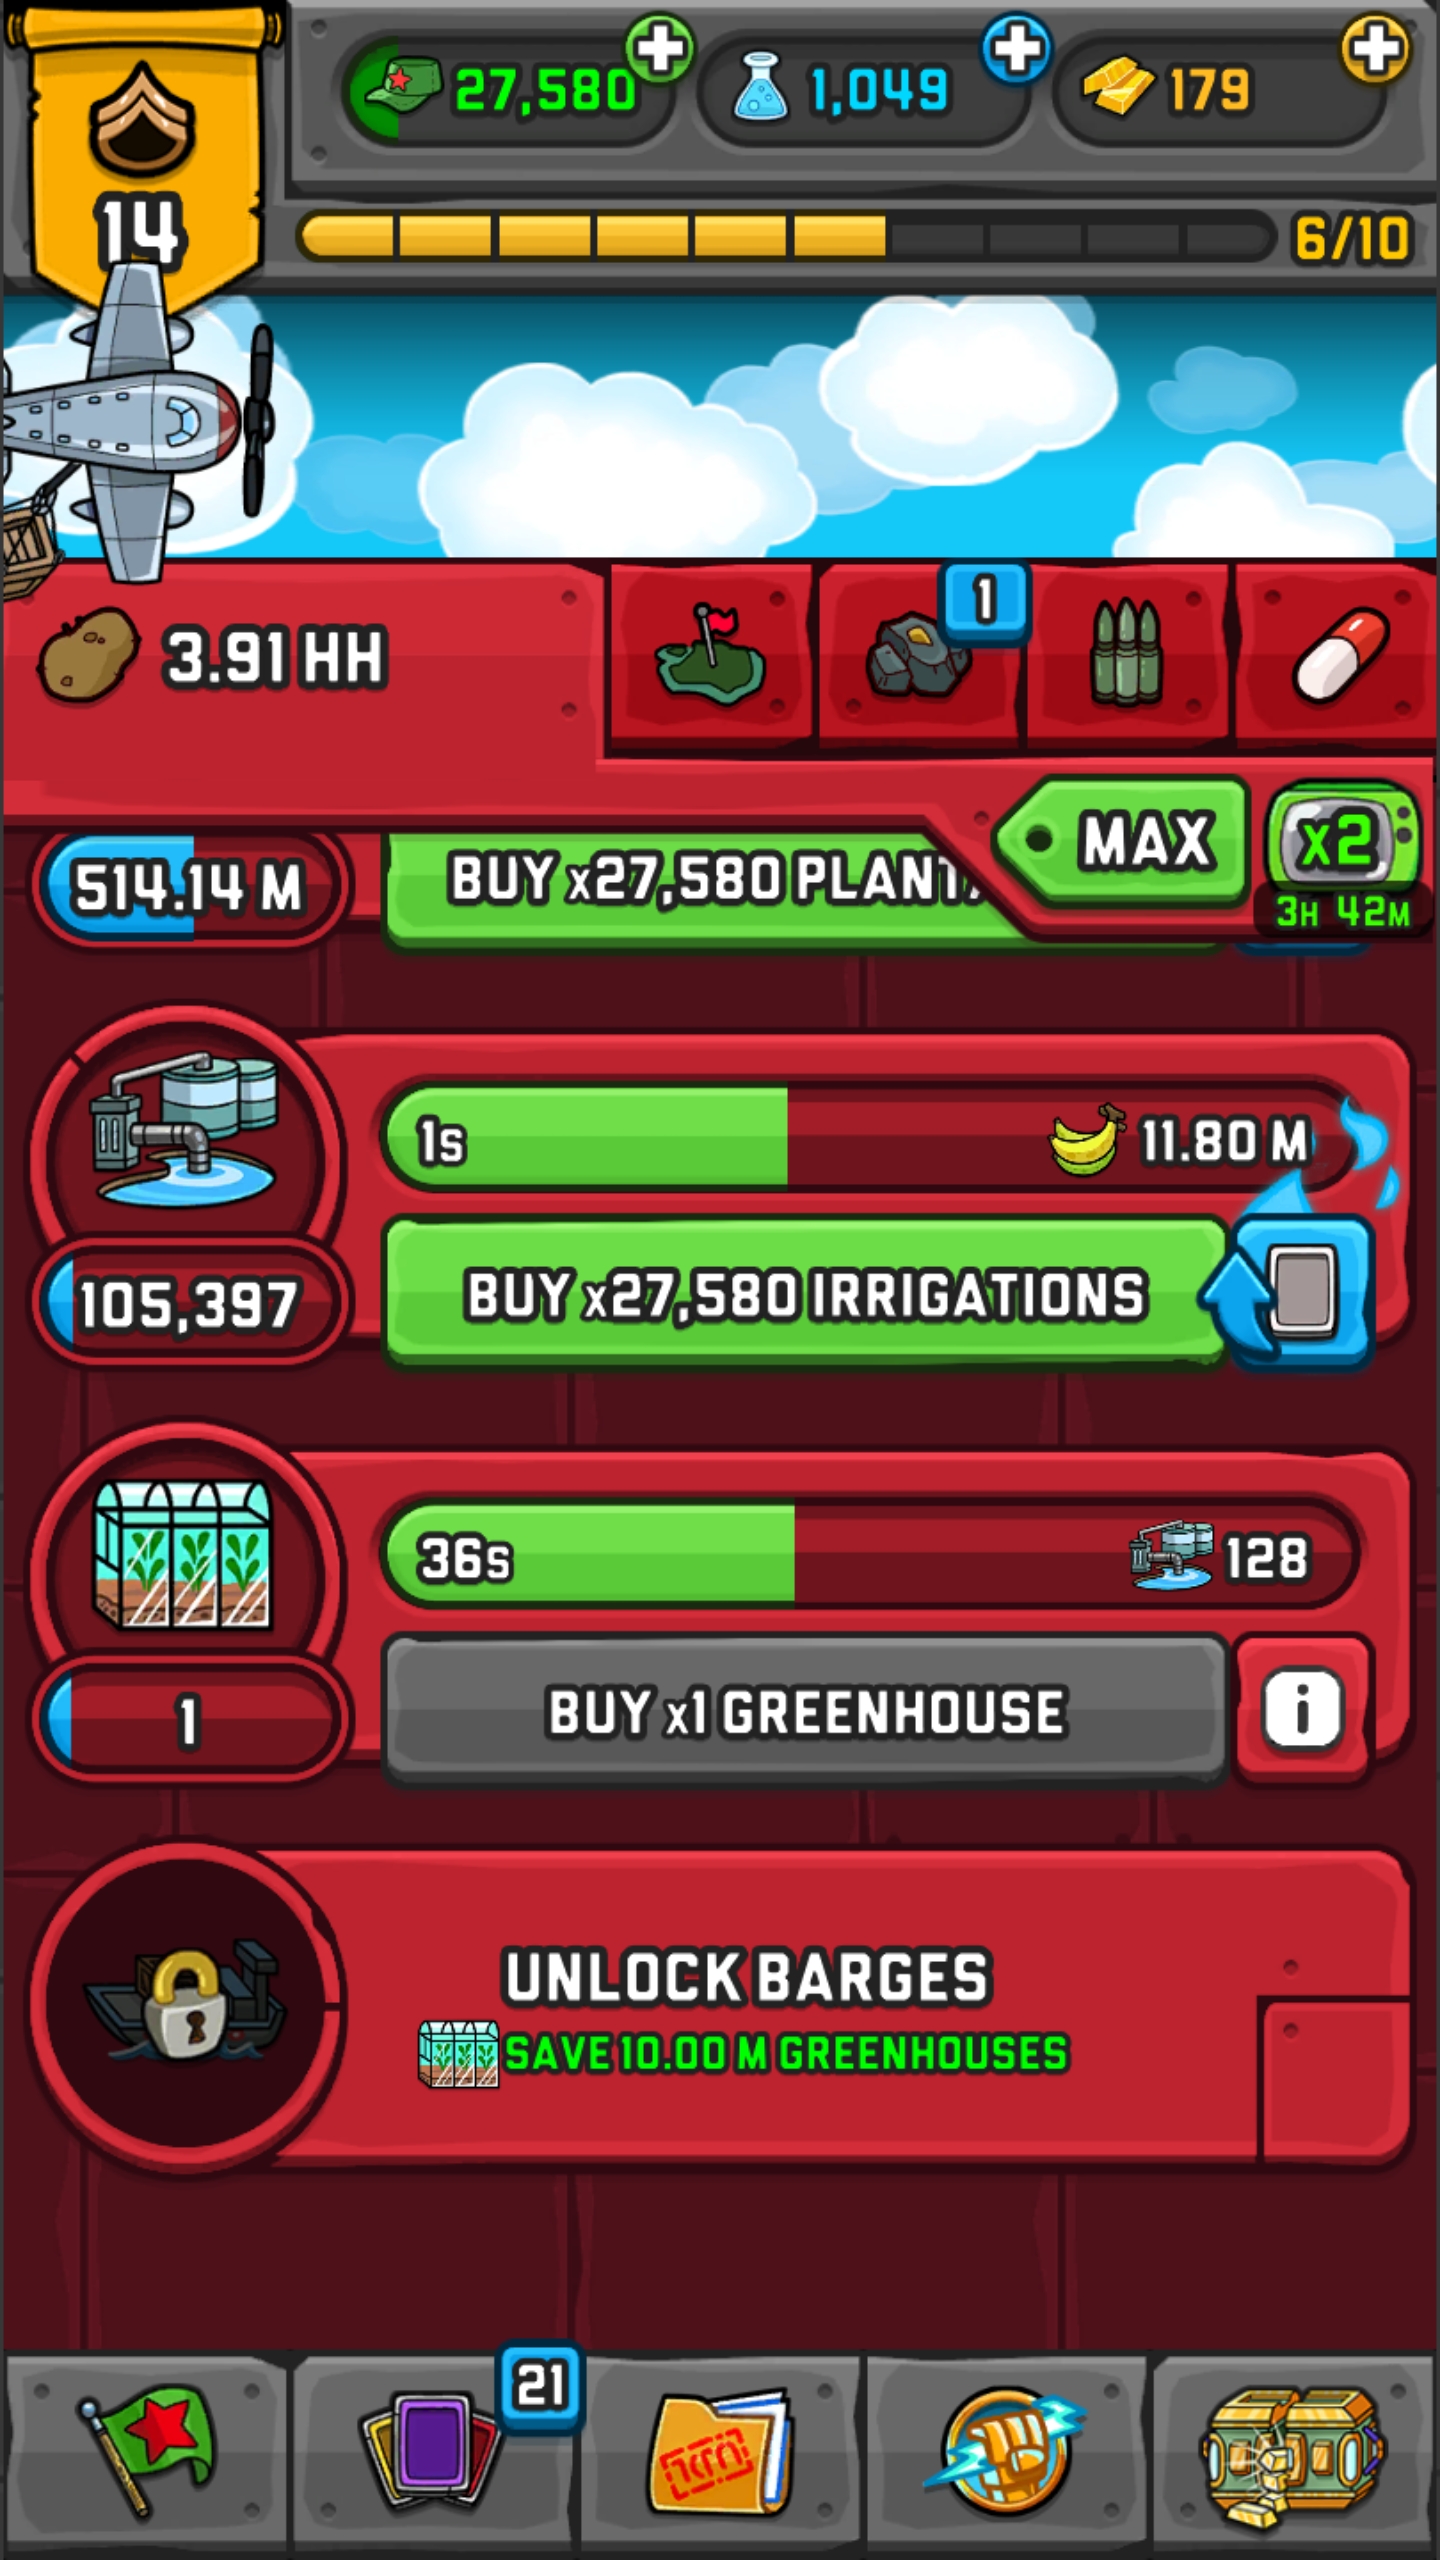 27,580
1,049
179
14
6/10
3.91 HH
1
MAX
x2
3H 42M
514.14 M
BUY x27,580
1s
11.80 M
105,397
BUY x27,580 IRRIGATIONS
36s
128
1
BUY x1 GREENHOUSE
i
UNLOCK BARGES
SAVE 10.00 M GREENHOUSES
21